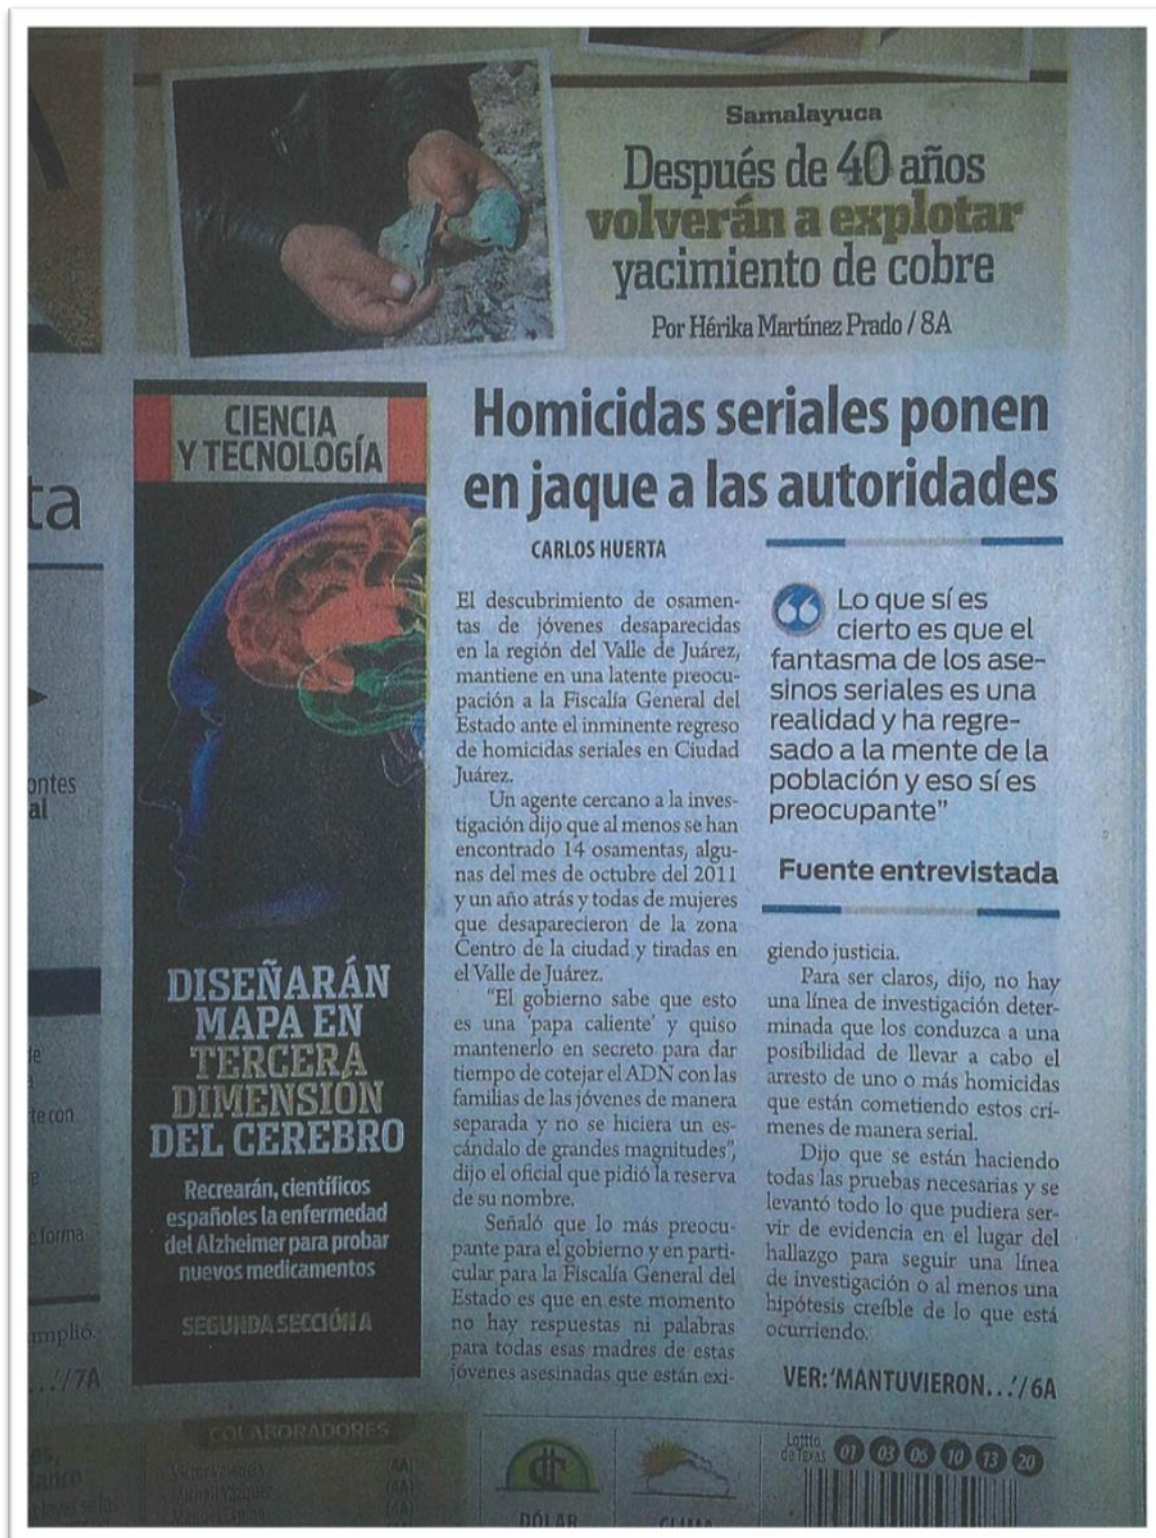 Samalayuca
Después de 40 años
volverán a explotar
yacimiento de cobre
Por Hérika Martínez Prado / 8A
CIENCIA
Y TECNOLOGÍA
DISEÑARÁN
MAPA EN
TERCERA
DIMENSIÓN
DEL CEREBRO
Recrearán, científicos
españoles la enfermedad
del Alzheimer para probar
nuevos medicamentos
SEGUNDA SECCIÓN A
Homicidas seriales ponen
en jaque a las autoridades
CARLOS HUERTA
El descubrimiento de osamen-
tas de jóvenes desaparecidas
en la región del Valle de Juárez,
mantiene en una latente preocu-
pación a la Fiscalía General del
Estado ante el inminente regreso
de homicidas seriales en Ciudad
Juárez.
Un agente cercano a la inves-
tigación dijo que al menos se han
encontrado 14 osamentas, algu-
nas del mes de octubre del 2011
y un año atrás y todas de mujeres
que desaparecieron de la zona
Centro de la ciudad y tiradas en
el Valle de Juárez.
"El gobierno sabe que esto
es una 'papa caliente' y quiso
mantenerlo en secreto para dar
tiempo de cotejar el ADN con las
familias de las jóvenes de manera
separada y no se hiciera un es-
cándalo de grandes magnitudes",
dijo el oficial que pidió la reserva
de su nombre.
Señaló que lo más preocu-
pante para el gobierno y en parti-
cular para la Fiscalía General del
Estado es que en este momento
no hay respuestas ni palabras
para todas esas madres de estas
jóvenes asesinadas que están exi-
Lo que sí es
cierto es que el
fantasma de los ase-
sinos seriales es una
realidad y ha regre-
sado a la mente de la
población y eso sí es
preocupante"
Fuente entrevistada
giendo justicia.
Para ser claros, dijo, no hay
una línea de investigación deter-
minada que los conduzca a una
posibilidad de llevar a cabo el
arresto de uno o más homicidas
que están cometiendo estos crí-
menes de manera serial.
Dijo que se están haciendo
todas las pruebas necesarias y se
levantó todo lo que pudiera ser-
vir de evidencia en el lugar del
hallazgo para seguir una línea
de investigación o al menos una
hipótesis creíble de lo que está
ocurriendo.
VER: 'MANTUVIERON...' / 6A
ta
ontes
al
te con
forma
mplió.
...' / 7A
COLABORADORES
(4A)
(4A)
DÓLAR
CLIMA
Lotto
de Texas 01 03 06 10 13 20